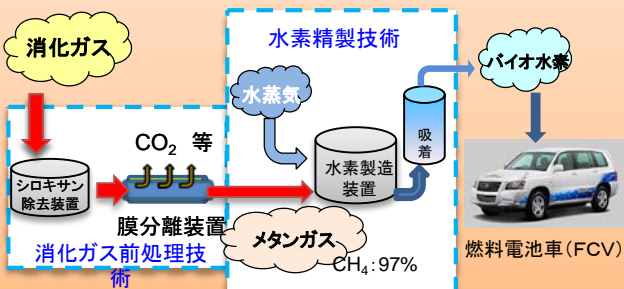 消化ガス
水素精製技術
バイオ水素
水蒸気
吸
着
CO₂ 等
水素製造
装置
シロキサン
除去装置
膜分離装置
メタンガス
消化ガス前処理技
術
CH₄:97%
燃料電池車(FCV)